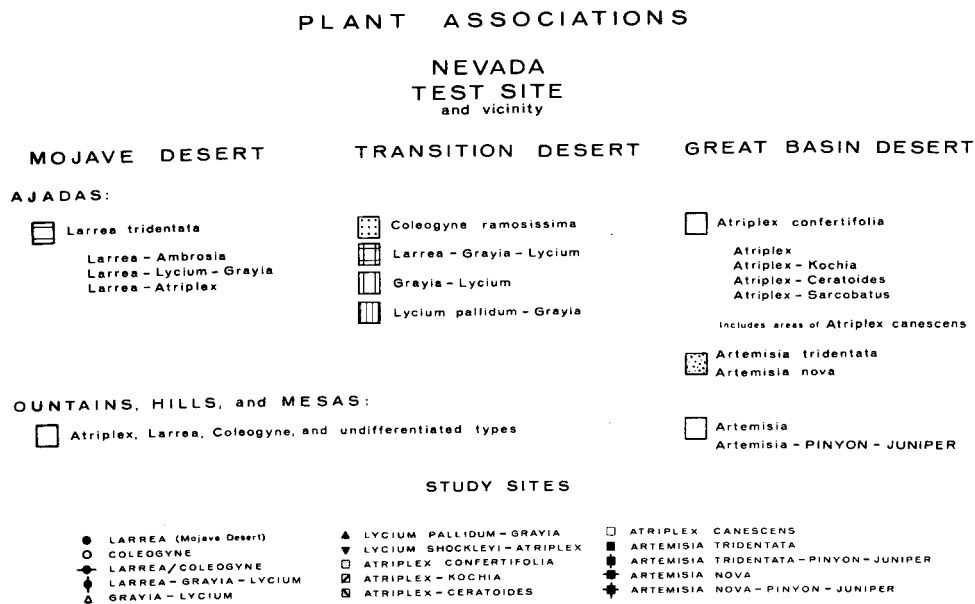 PLANT ASSOCIATIONS
NEVADA
TEST SITE
and vicinity
MOJAVE DESERT
TRANSITION DESERT
GREAT BASIN DESERT
AJADAS:
Larrea tridentata
Larrea-Ambrosia
Larrea-Lycium-Grayia
Larrea-Atriplex
Coleogyne ramosissima
Larrea-Grayia-Lycium
Grayia-Lycium
Lycium pallidum-Grayia
Atriplex confertifolia
Atriplex
Atriplex-Kochia
Atriplex-Ceratoides
Atriplex-Sarcobatus
Includes areas of Atriplex canescens
Artemisia tridentata
Artemisia nova
OUNTAINS, HILLS, and MESAS:
Atriplex, Larrea, Coleogyne, and undifferentiated types
Artemisia
Artemisia-PINYON-JUNIPER
STUDY SITES
LARREA (Mojave Desert)
COLEOGYNE
LARREA/COLEOGYNE
LARREA-GRAYIA-LYCIUM
GRAYIA-LYCIUM
LYCIUM PALLIDUM-GRAYIA
LYCIUM SHOCKLEYI-ATRIPLEX
ATRIPLEX CONFERTIFOLIA
ATRIPLEX-KOCHIA
ATRIPLEX-CERATOIDES
ATRIPLEX CANESCENS
ARTEMISIA TRIDENTATA
ARTEMISIA TRIDENTATA-PINYON-JUNIPER
ARTEMISIA NOVA
ARTEMISIA NOVA-PINYON-JUNIPER